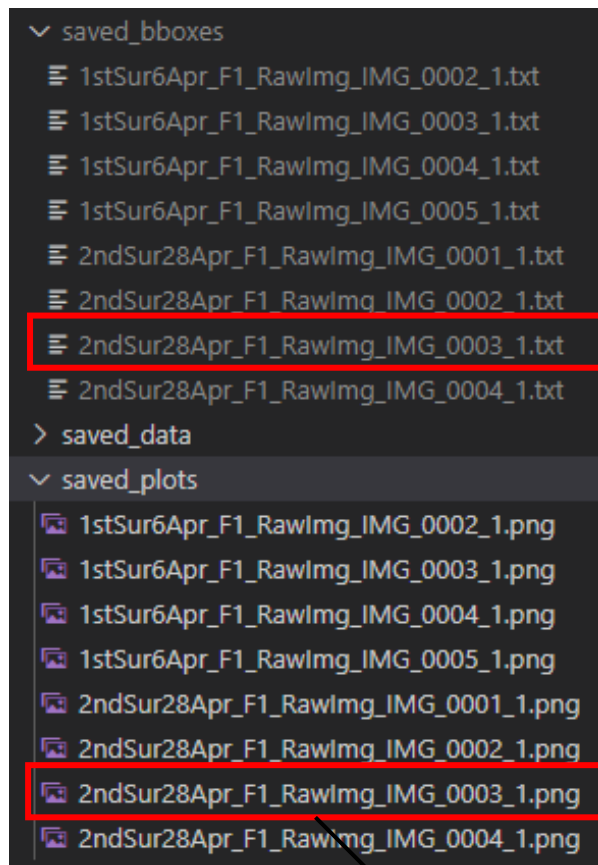 saved_bboxes
1stSur6Apr_F1_RawImg_IMG_0002_1.txt
1stSur6Apr_F1_RawImg_IMG_0003_1.txt
1stSur6Apr_F1_RawImg_IMG_0004_1.txt
1stSur6Apr_F1_RawImg_IMG_0005_1.txt
2ndSur28Apr_F1_RawImg_IMG_0001_1.txt
2ndSur28Apr_F1_RawImg_IMG_0002_1.txt
2ndSur28Apr_F1_RawImg_IMG_0003_1.txt
2ndSur28Apr_F1_RawImg_IMG_0004_1.txt
saved_data
saved_plots
1stSur6Apr_F1_RawImg_IMG_0002_1.png
1stSur6Apr_F1_RawImg_IMG_0003_1.png
1stSur6Apr_F1_RawImg_IMG_0004_1.png
1stSur6Apr_F1_RawImg_IMG_0005_1.png
2ndSur28Apr_F1_RawImg_IMG_0001_1.png
2ndSur28Apr_F1_RawImg_IMG_0002_1.png
2ndSur28Apr_F1_RawImg_IMG_0003_1.png
2ndSur28Apr_F1_RawImg_IMG_0004_1.png